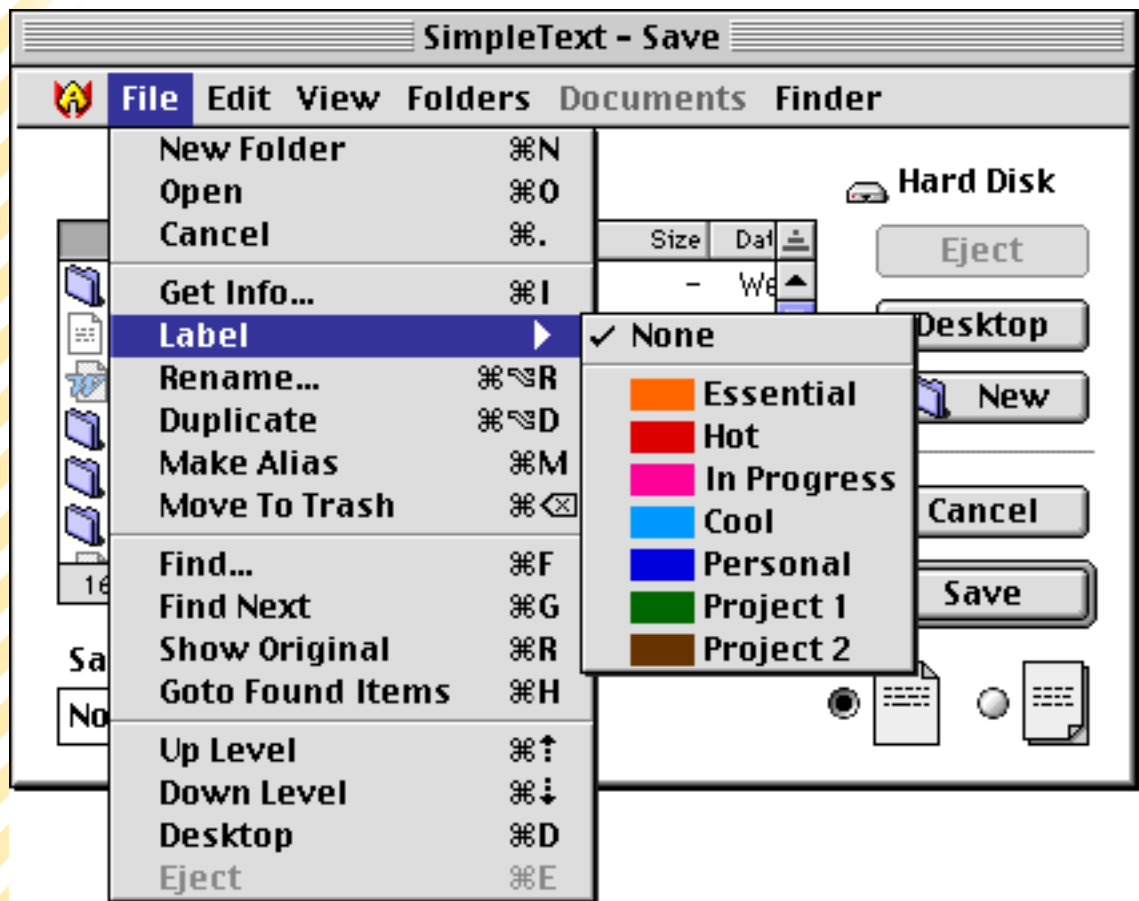 SimpleText - Save
File Edit View Folders Documents Finder
New Folder ⌘N
Open ⌘O
Cancel ⌘.
Get Info... ⌘I
Label
Rename... ⌘⌥R
Duplicate ⌘⌥D
Make Alias ⌘M
Move To Trash ⌘⌫
Find... ⌘F
Find Next ⌘G
Show Original ⌘R
Goto Found Items ⌘H
Up Level ⌘⇡
Down Level ⌘⇣
Desktop ⌘D
Eject ⌘E
✓ None
Essential
Hot
In Progress
Cool
Personal
Project 1
Project 2
Size
Hard Disk
Eject
Desktop
New
Cancel
Save